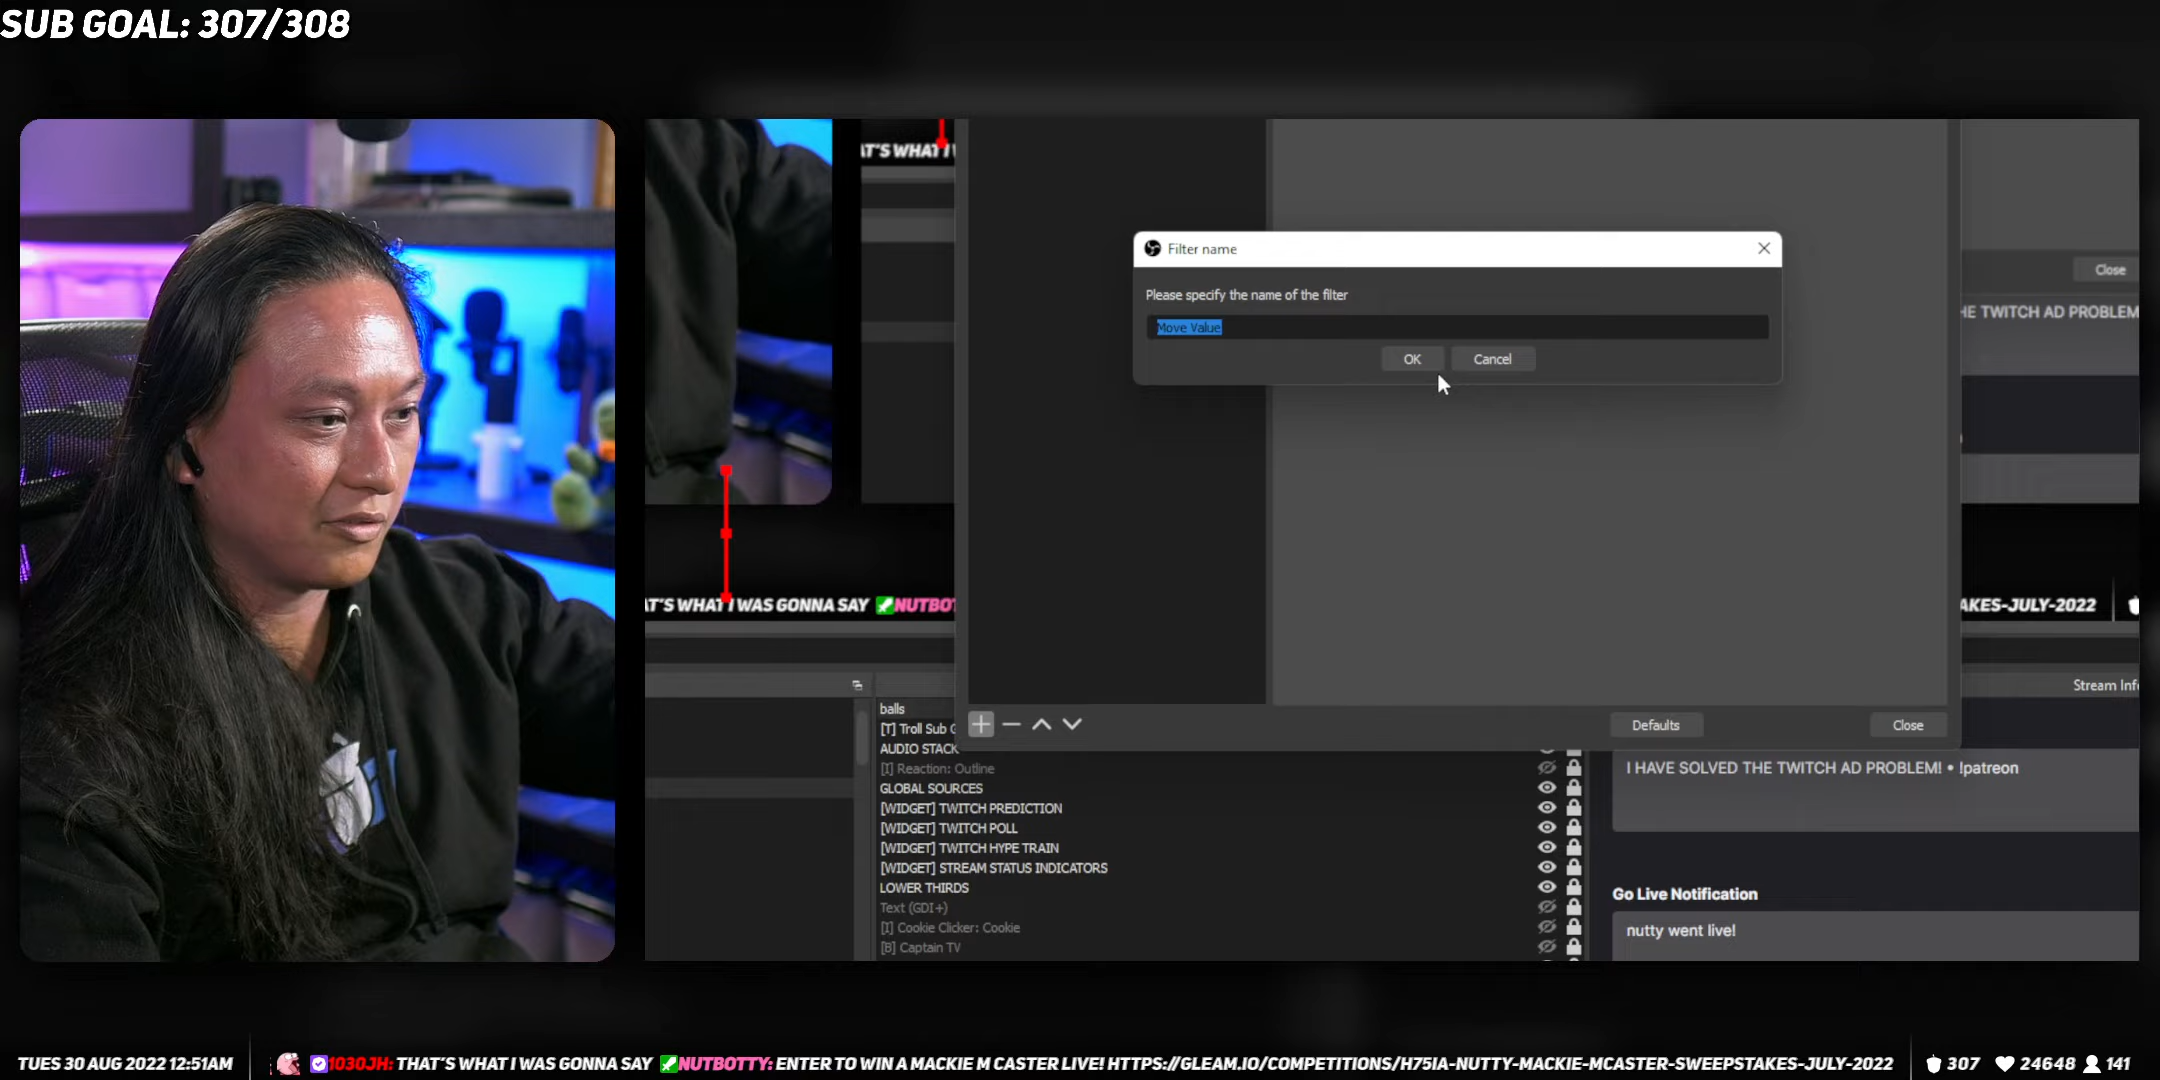 SUB GOAL: 307/308
Filter name
Please specify the name of the filter
Move Value
OK
Cancel
Close
HE TWITCH AD PROBLEM
AT'S WHAT I WAS GONNA SAY NUTBOT
AKES-JULY-2022
Stream Inf
Defaults
Close
balls
[T] Troll Sub G
AUDIO STACK
[I] Reaction: Outline
GLOBAL SOURCES
[WIDGET] TWITCH PREDICTION
[WIDGET] TWITCH POLL
[WIDGET] TWITCH HYPE TRAIN
[WIDGET] STREAM STATUS INDICATORS
LOWER THIRDS
Text (GDI+)
[I] Cookie Clicker: Cookie
[B] Captain TV
I HAVE SOLVED THE TWITCH AD PROBLEM! • !patreon
Go Live Notification
nutty went live!
TUES 30 AUG 2022 12:51AM
1030JH: THAT'S WHAT I WAS GONNA SAY NUTBOTTY: ENTER TO WIN A MACKIE M CASTER LIVE! HTTPS://GLEAM.IO/COMPETITIONS/H75IA-NUTTY-MACKIE-MCASTER-SWEEPSTAKES-JULY-2022
307 24648 141